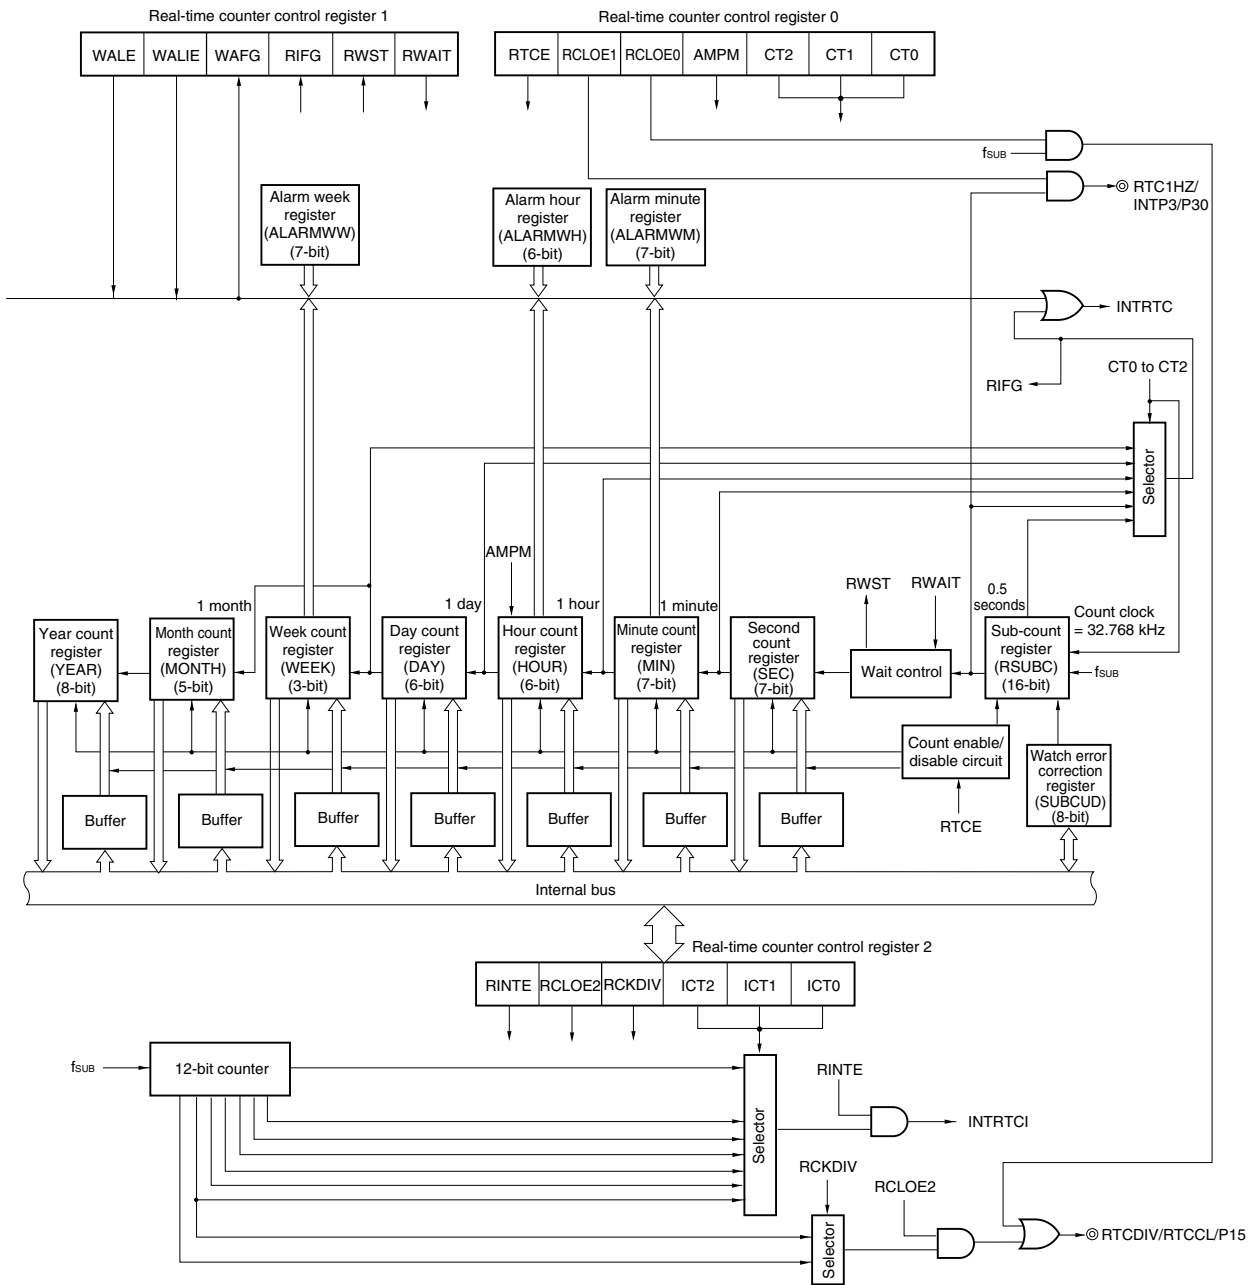 Real-time counter control register 1
Real-time counter control register 0
WALE WALIE WAFG RIFG RWST RWAIT
RTCE RCLOE1 RCLOE0 AMPM CT2 CT1 CT0
fSUB
RTC1HZ/
INTP3/P30
Alarm week
register
(ALARMWW)
(7-bit)
Alarm hour
register
(ALARMWH)
(6-bit)
Alarm minute
register
(ALARMWM)
(7-bit)
INTRTC
RIFG
CT0 to CT2
Selector
AMPM
RWST
RWAIT
0.5
seconds
Count clock
= 32.768 kHz
1 month
1 day
1 hour
1 minute
Year count
register
(YEAR)
(8-bit)
Month count
register
(MONTH)
(5-bit)
Week count
register
(WEEK)
(3-bit)
Day count
register
(DAY)
(6-bit)
Hour count
register
(HOUR)
(6-bit)
Minute count
register
(MIN)
(7-bit)
Second
count
register
(SEC)
(7-bit)
Wait control
Sub-count
register
(RSUBC)
(16-bit)
fSUB
Count enable/
disable circuit
RTCE
Watch error
correction
register
(SUBCUD)
(8-bit)
Buffer Buffer Buffer Buffer Buffer Buffer Buffer
Internal bus
Real-time counter control register 2
RINTE RCLOE2 RCKDIV ICT2 ICT1 ICT0
fSUB
12-bit counter
Selector
RINTE
INTRTCI
RCKDIV
RCLOE2
Selector
RTCDIV/RTCCL/P15